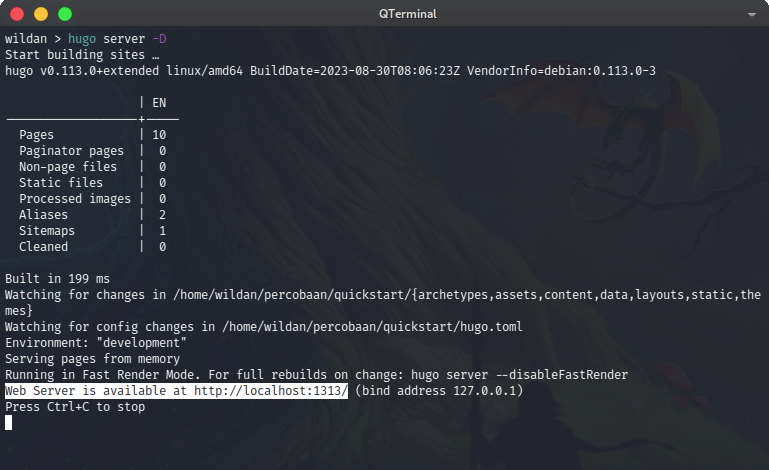 QTerminal
wildan > hugo server -D
Start building sites …
hugo v0.113.0+extended linux/amd64 BuildDate=2023-08-30T08:06:23Z VendorInfo=debian:0.113.0-3
                   | EN
-------------------+-----
  Pages            | 10
  Paginator pages  |  0
  Non-page files   |  0
  Static files     |  0
  Processed images |  0
  Aliases          |  2
  Sitemaps         |  1
  Cleaned          |  0
Built in 199 ms
Watching for changes in /home/wildan/percobaan/quickstart/{archetypes,assets,content,data,layouts,static,the
mes}
Watching for config changes in /home/wildan/percobaan/quickstart/hugo.toml
Environment: "development"
Serving pages from memory
Running in Fast Render Mode. For full rebuilds on change: hugo server --disableFastRender
Web Server is available at http://localhost:1313/ (bind address 127.0.0.1)
Press Ctrl+C to stop